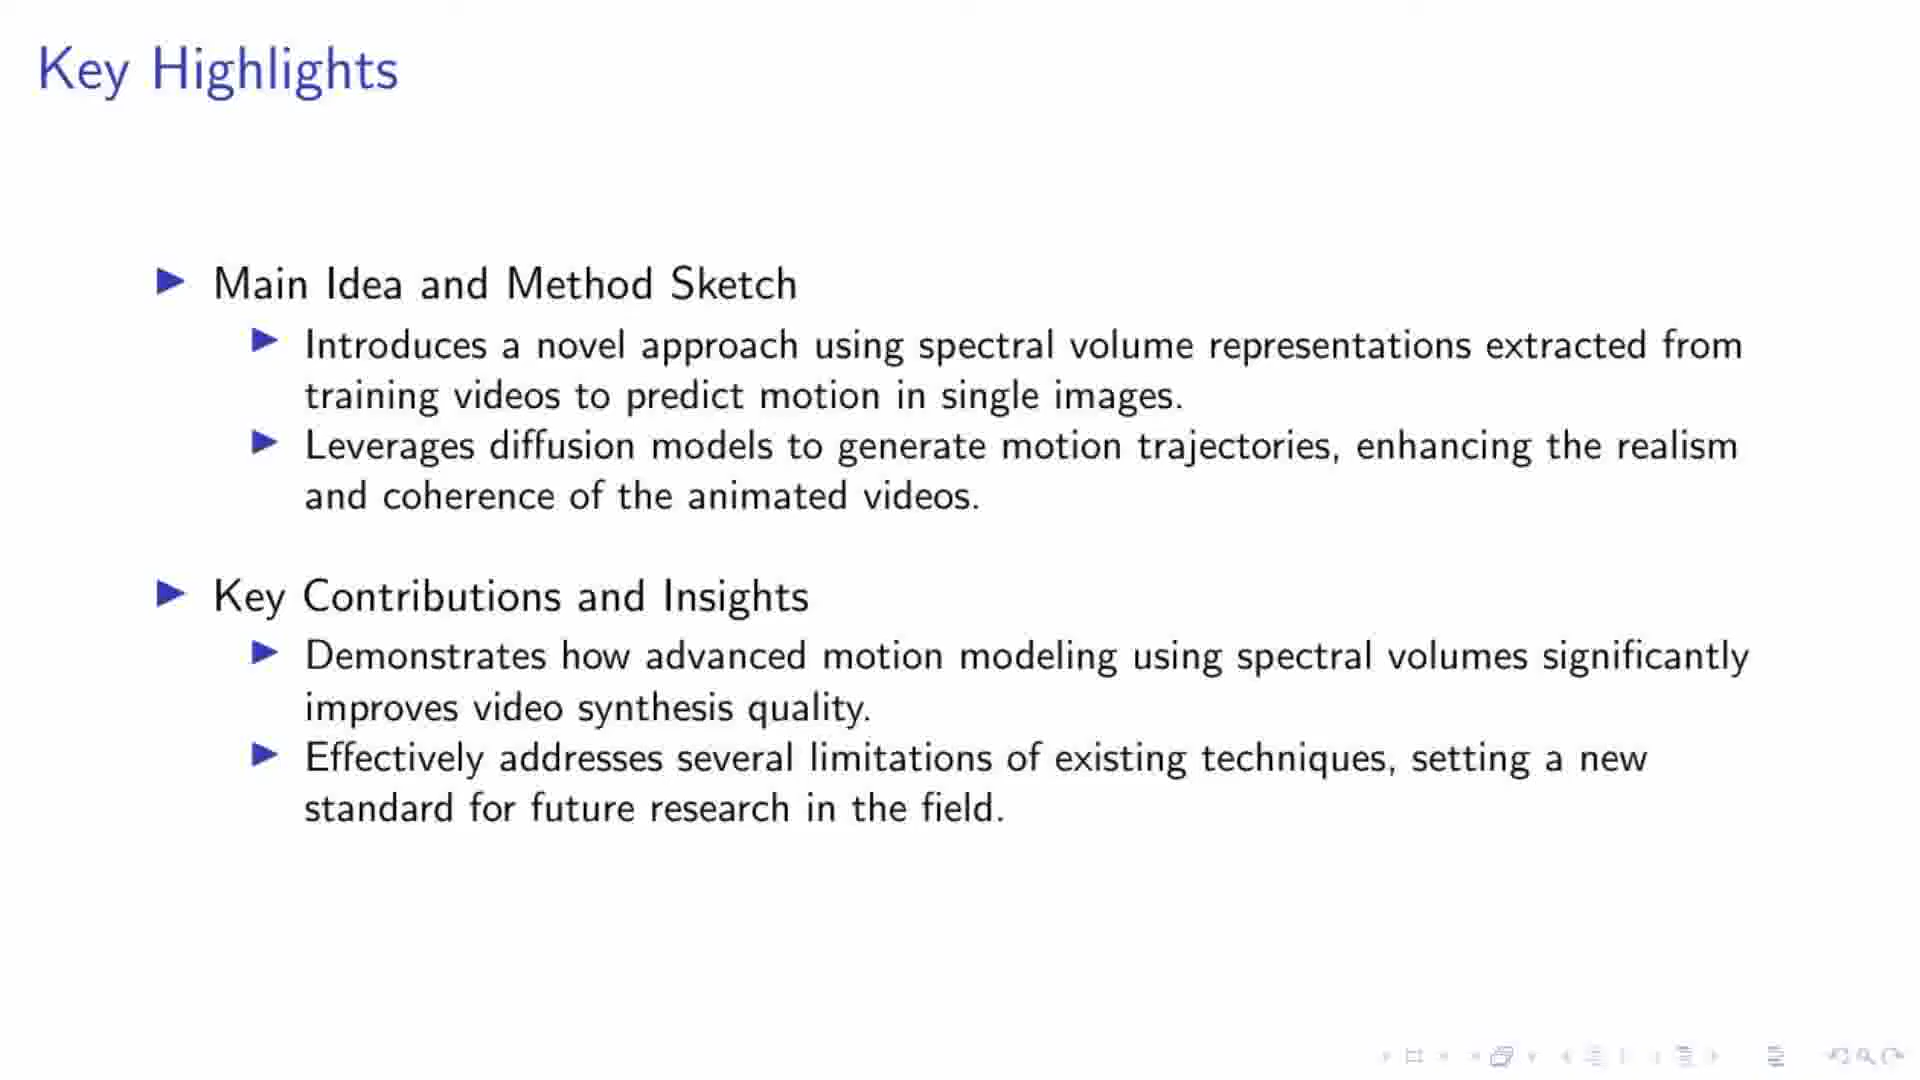 Key Highlights
Main Idea and Method Sketch
Introduces a novel approach using spectral volume representations extracted from
training videos to predict motion in single images.
Leverages diffusion models to generate motion trajectories, enhancing the realism
and coherence of the animated videos.
Key Contributions and Insights
Demonstrates how advanced motion modeling using spectral volumes significantly
improves video synthesis quality.
Effectively addresses several limitations of existing techniques, setting a new
standard for future research in the field.